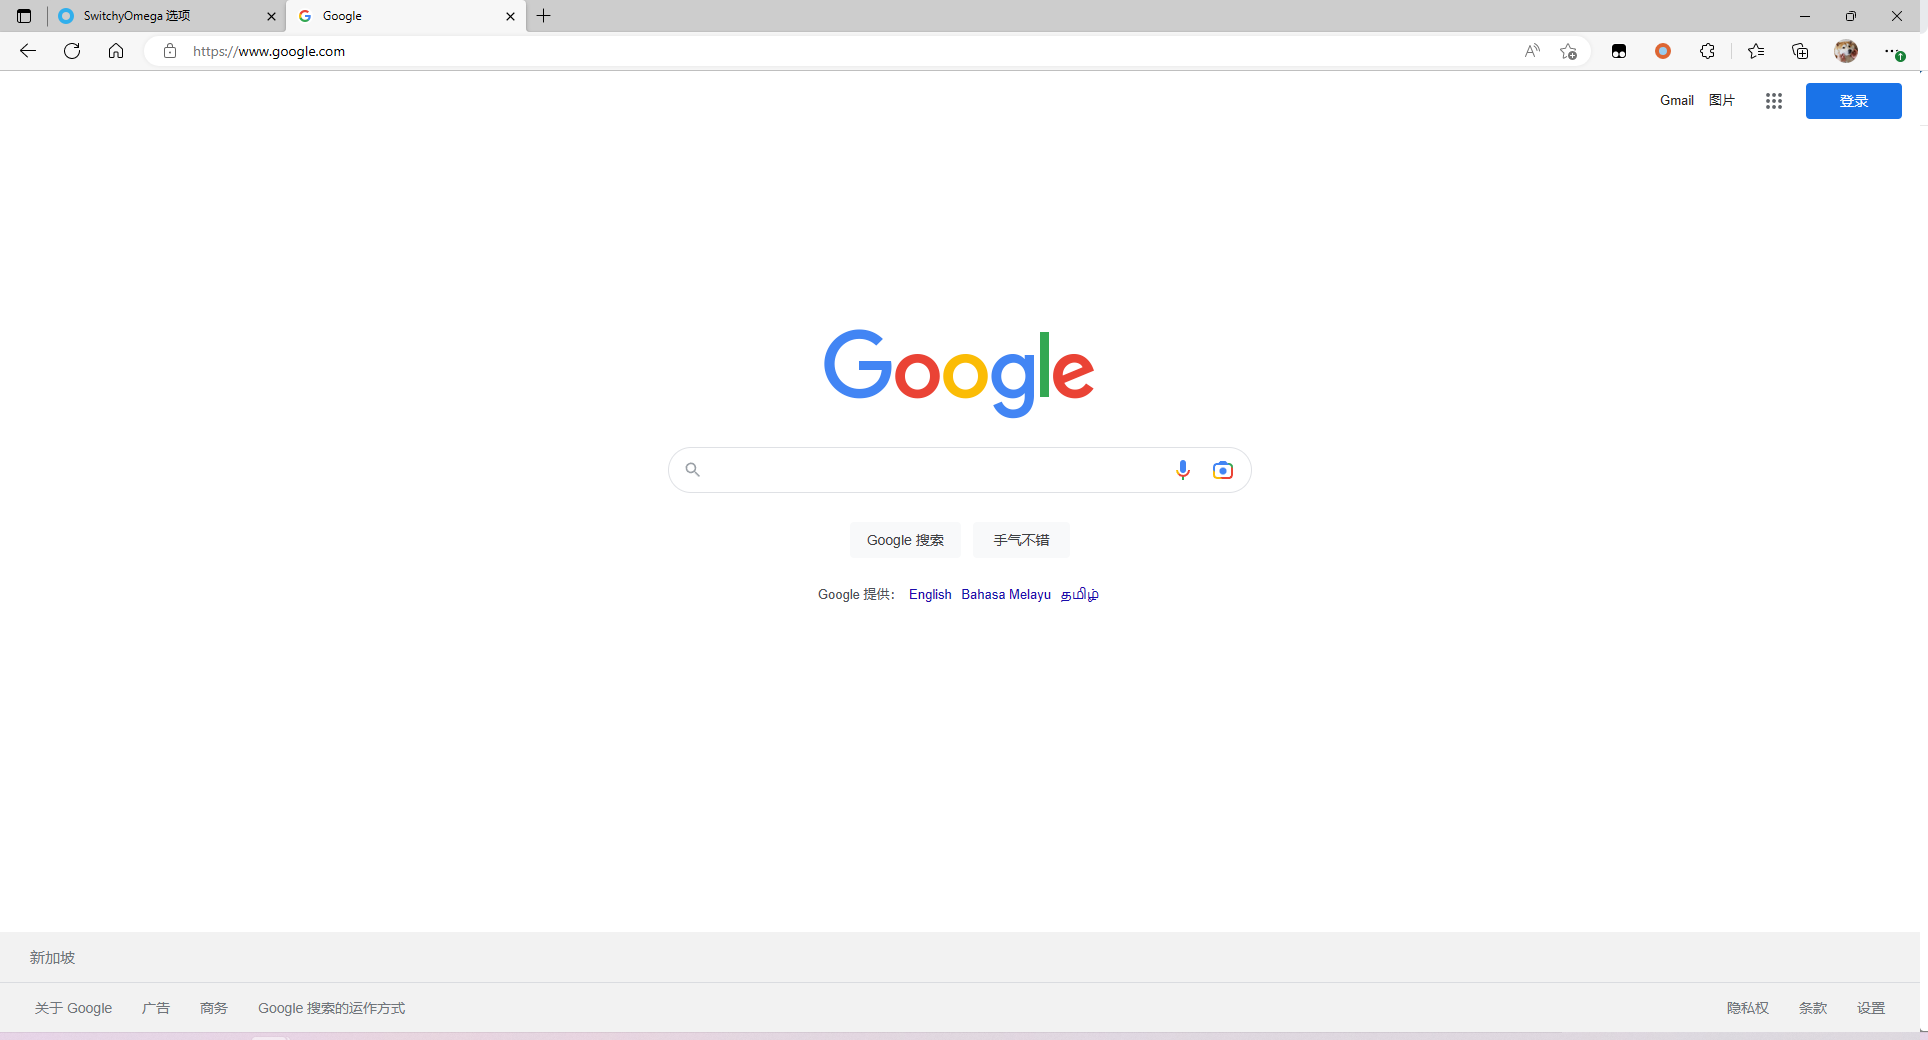 SwitchyOmega 选项
Google
https://www.google.com
Gmail 图片 登录
Google
Google 搜索 手气不错
Google 提供： English Bahasa Melayu தமிழ்
新加坡
关于 Google 广告 商务 Google 搜索的运作方式 隐私权 条款 设置